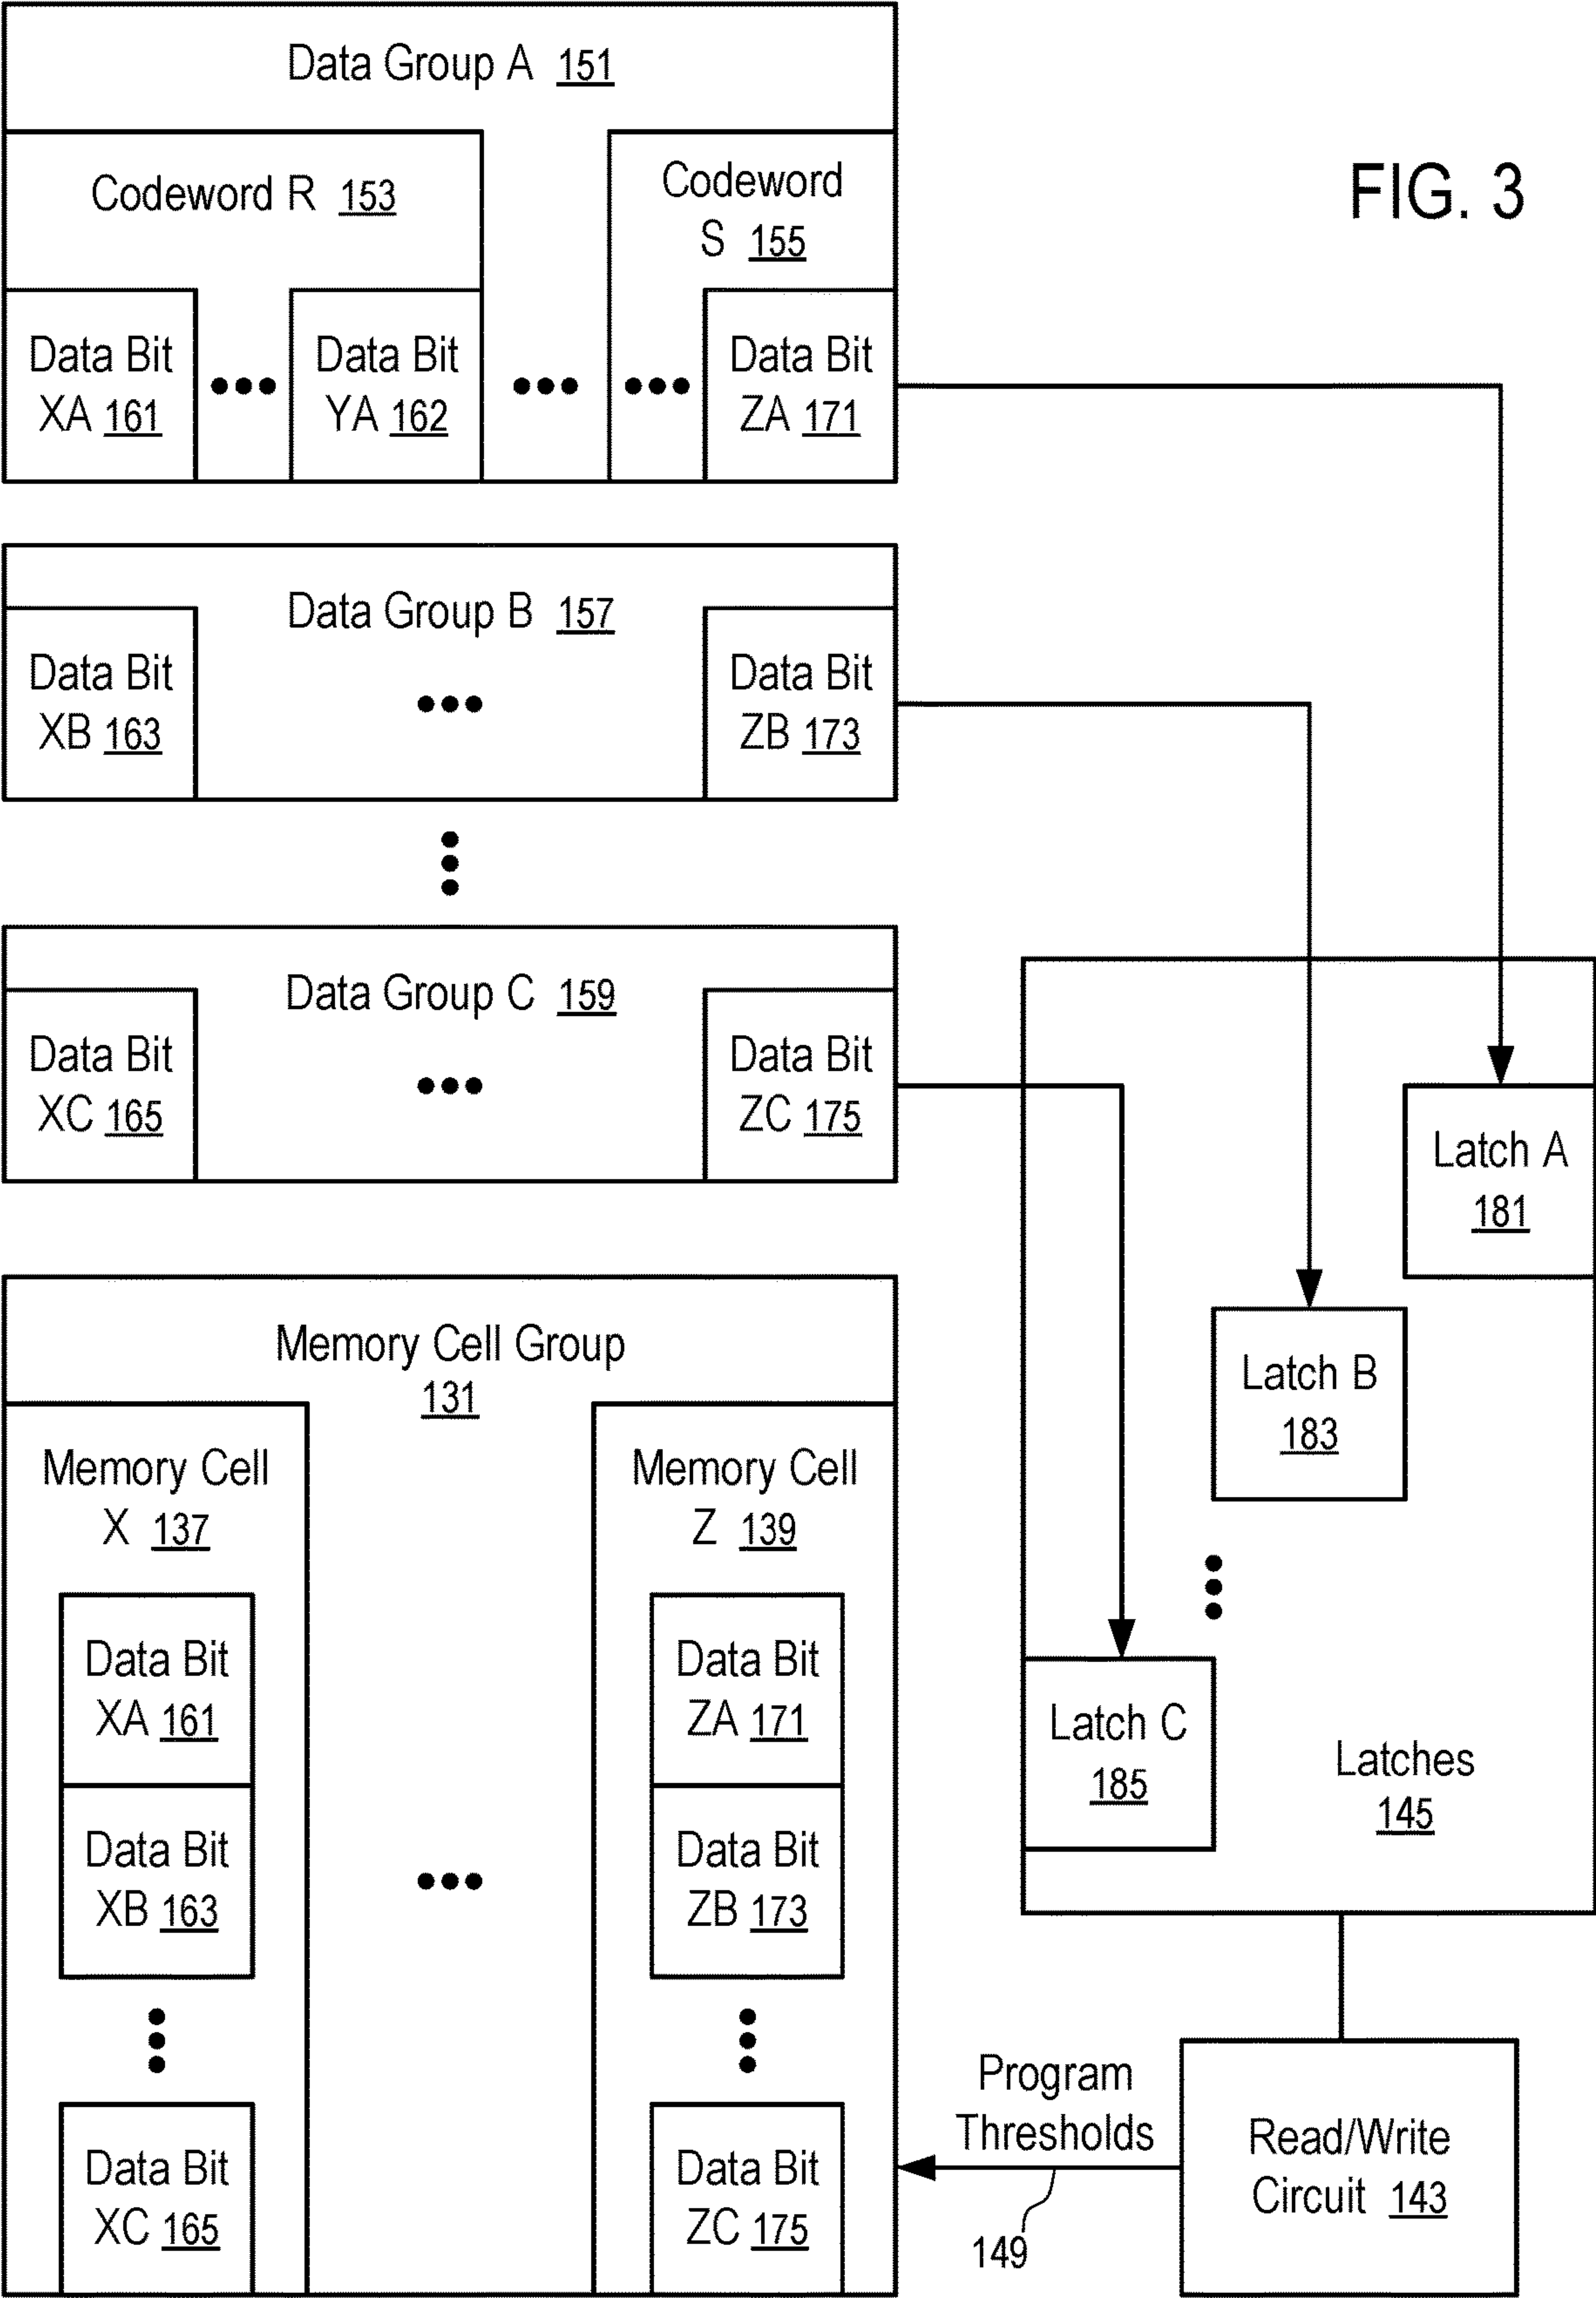 Data Group A 151
Codeword R 153
Codeword
S 155
FIG. 3
Data Bit
XA 161
Data Bit
YA 162
Data Bit
ZA 171
Data Group B 157
Data Bit
XB 163
Data Bit
ZB 173
Data Group C 159
Data Bit
XC 165
Data Bit
ZC 175
Latch A
181
Latch B
183
Latch C
185
Latches
145
Memory Cell Group
131
Memory Cell
X 137
Memory Cell
Z 139
Data Bit
XA 161
Data Bit
ZA 171
Data Bit
XB 163
Data Bit
ZB 173
Data Bit
XC 165
Data Bit
ZC 175
Program
Thresholds
149
Read/Write
Circuit 143